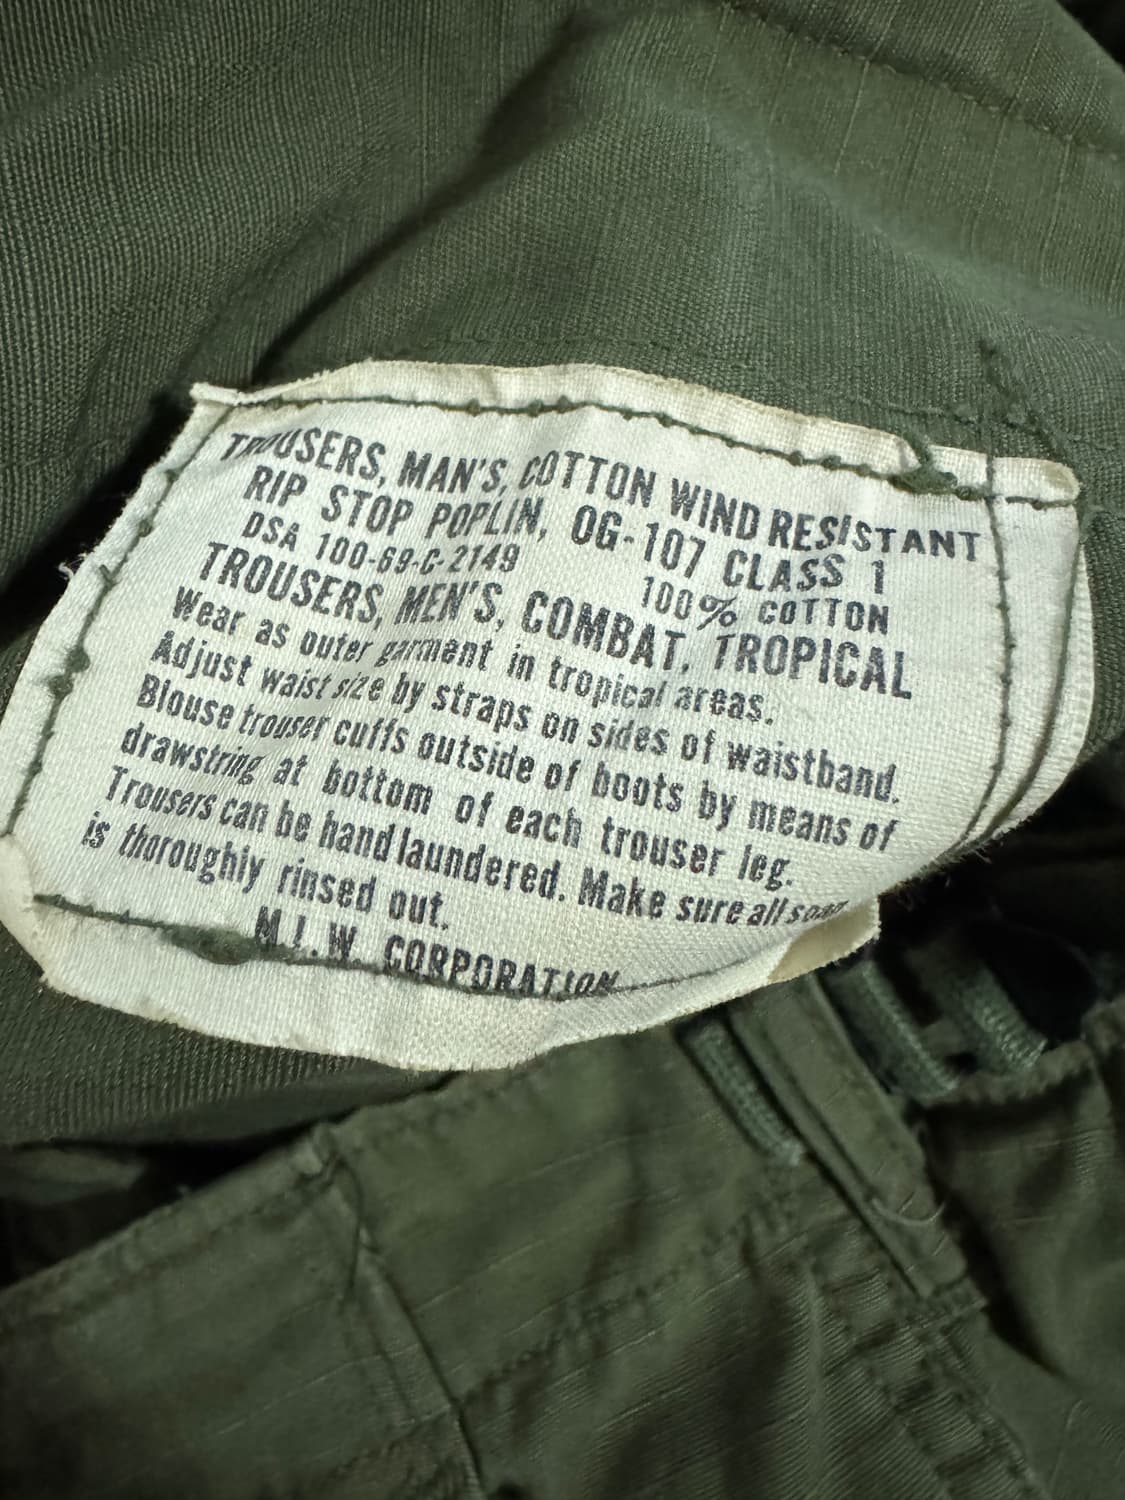 TROUSERS, MAN'S, COTTON WIND RESISTANT
RIP STOP POPLIN, OG-107 CLASS 1
DSA 100-69-C-2149 100% COTTON
TROUSERS, MEN'S, COMBAT, TROPICAL
Wear as outer garment in tropical areas.
Adjust waist size by straps on sides of waistband.
Blouse trouser cuffs outside of boots by means of
drawstring at bottom of each trouser leg.
Trousers can be hand laundered. Make sure all soap
is thoroughly rinsed out.
M.I.W. CORPORATION